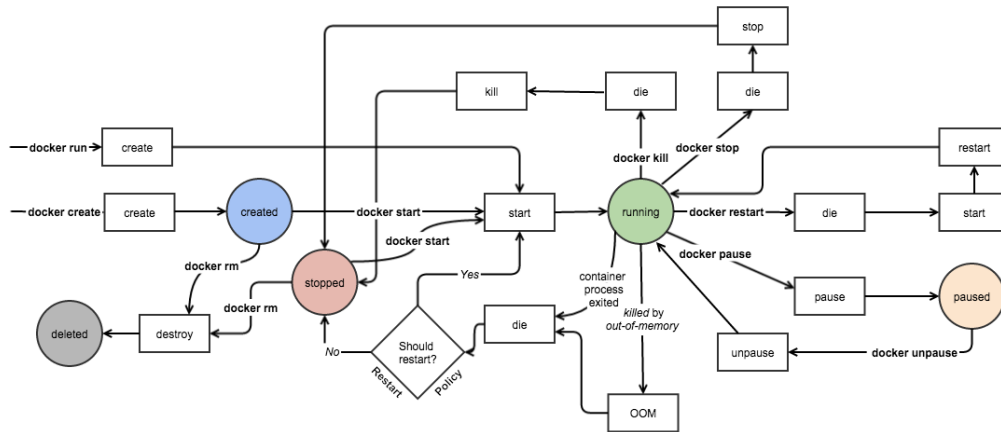 stop
kill
die
die
docker run
create
docker kill
docker stop
restart
docker create
create
created
docker start
start
running
docker restart
die
start
docker start
docker pause
docker rm
stopped
Yes
container
process
exited
docker rm
killed by
out-of-memory
pause
paused
deleted
destroy
die
No
Should
restart?
Restart
Policy
unpause
docker unpause
OOM